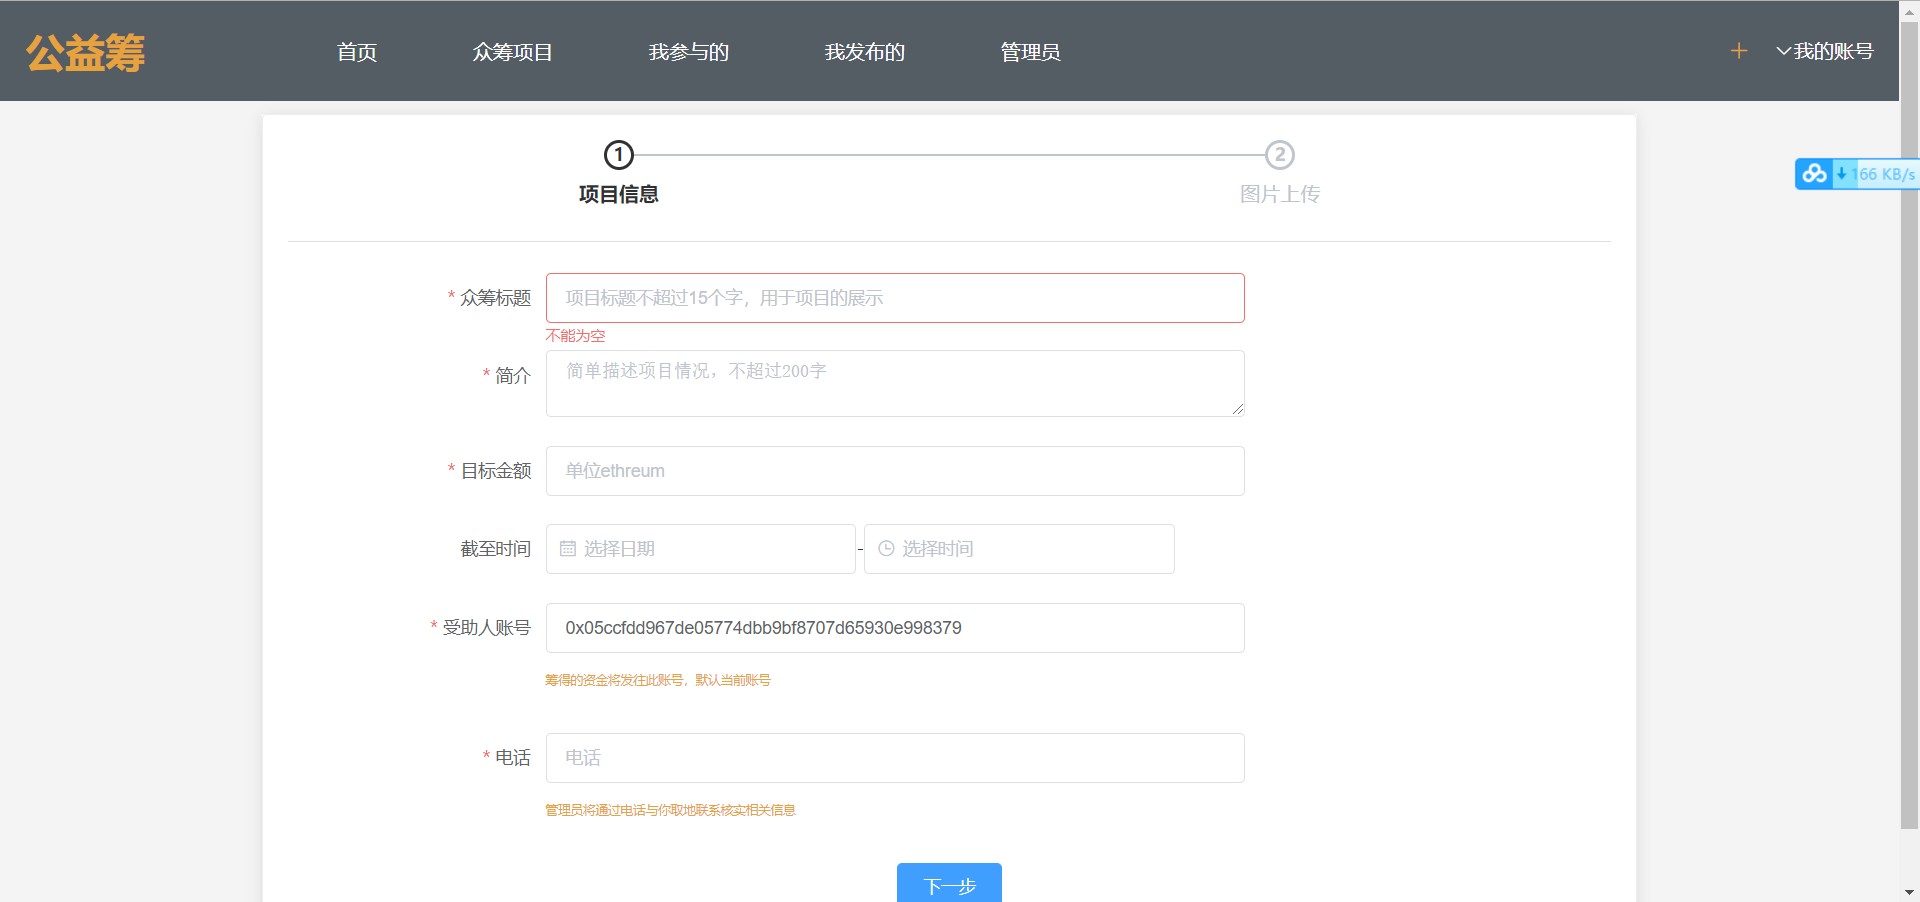 公益筹 首页 众筹项目 我参与的 我发布的 管理员 + 我的账号
1 2
166 KB/s
项目信息 图片上传
* 众筹标题 项目标题不超过15个字，用于项目的展示
不能为空
* 简介 简单描述项目情况，不超过200字
* 目标金额 单位ethreum
截至时间 选择日期 - 选择时间
* 受助人账号 0x05ccfdd967de05774dbb9bf8707d65930e998379
筹得的资金将发往此账号，默认当前账号
* 电话 电话
管理员将通过电话与你取地联系核实相关信息
下一步